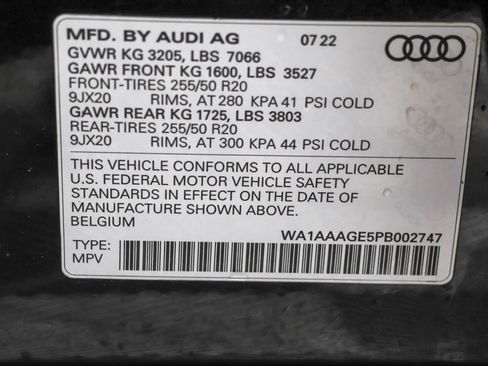 MFD. BY AUDI AG 07 22
GVWR KG 3205, LBS 7066
GAWR FRONT KG 1600, LBS 3527
FRONT-TIRES 255/50 R20
9JX20 RIMS, AT 280 KPA 41 PSI COLD
GAWR REAR KG 1725, LBS 3803
REAR-TIRES 255/50 R20
9JX20 RIMS, AT 300 KPA 44 PSI COLD
THIS VEHICLE CONFORMS TO ALL APPLICABLE
U.S. FEDERAL MOTOR VEHICLE SAFETY
STANDARDS IN EFFECT ON THE DATE OF
MANUFACTURE SHOWN ABOVE.
BELGIUM WA1AAAGE5PB002747
TYPE:
MPV